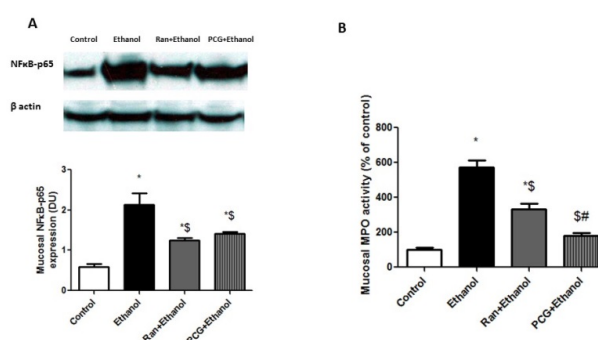 A
Control Ethanol Ran+Ethanol PCG+Ethanol
NFκB-p65
β actin
Mucosal NFκB-p65
expression (DU)
3
2
1
0
*
*$
*$
Control
Ethanol
Ran+Ethanol
PCG+Ethanol
B
Mucosal MPO activity (% of control)
800
600
400
200
0
*
*$
$#
Control
Ethanol
Ran+Ethanol
PCG+Ethanol